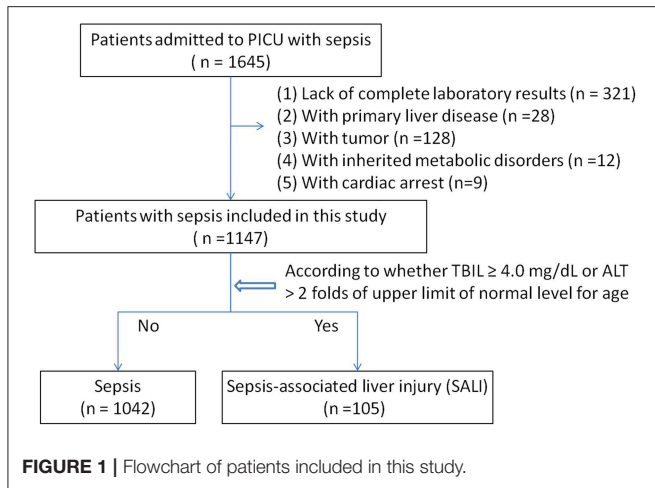 Patients admitted to PICU with sepsis
( n = 1645)
(1) Lack of complete laboratory results (n = 321)
(2) With primary liver disease (n =28)
(3) With tumor (n =128)
(4) With inherited metabolic disorders (n =12)
(5) With cardiac arrest (n=9)
Patients with sepsis included in this study
( n =1147)
According to whether TBIL ≥ 4.0 mg/dL or ALT
> 2 folds of upper limit of normal level for age
No
Yes
Sepsis
(n = 1042)
Sepsis-associated liver injury (SALI)
(n =105)
FIGURE 1 | Flowchart of patients included in this study.